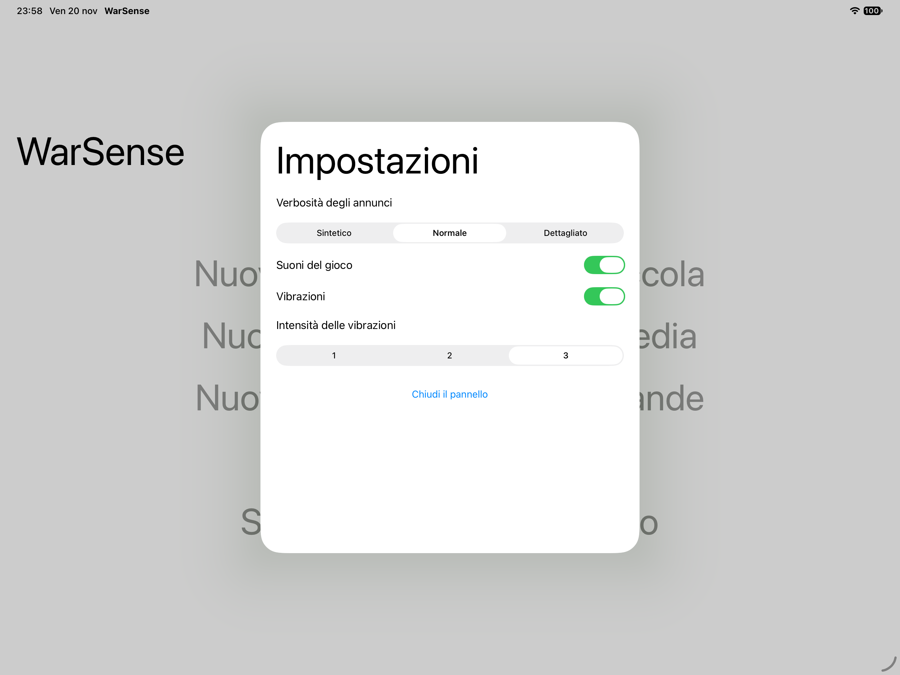 23:58 Ven 20 nov WarSense 100
WarSense
Impostazioni
Verbosità degli annunci
Sintetico Normale Dettagliato
Suoni del gioco
Vibrazioni
Intensità delle vibrazioni
1 2 3
Chiudi il pannello